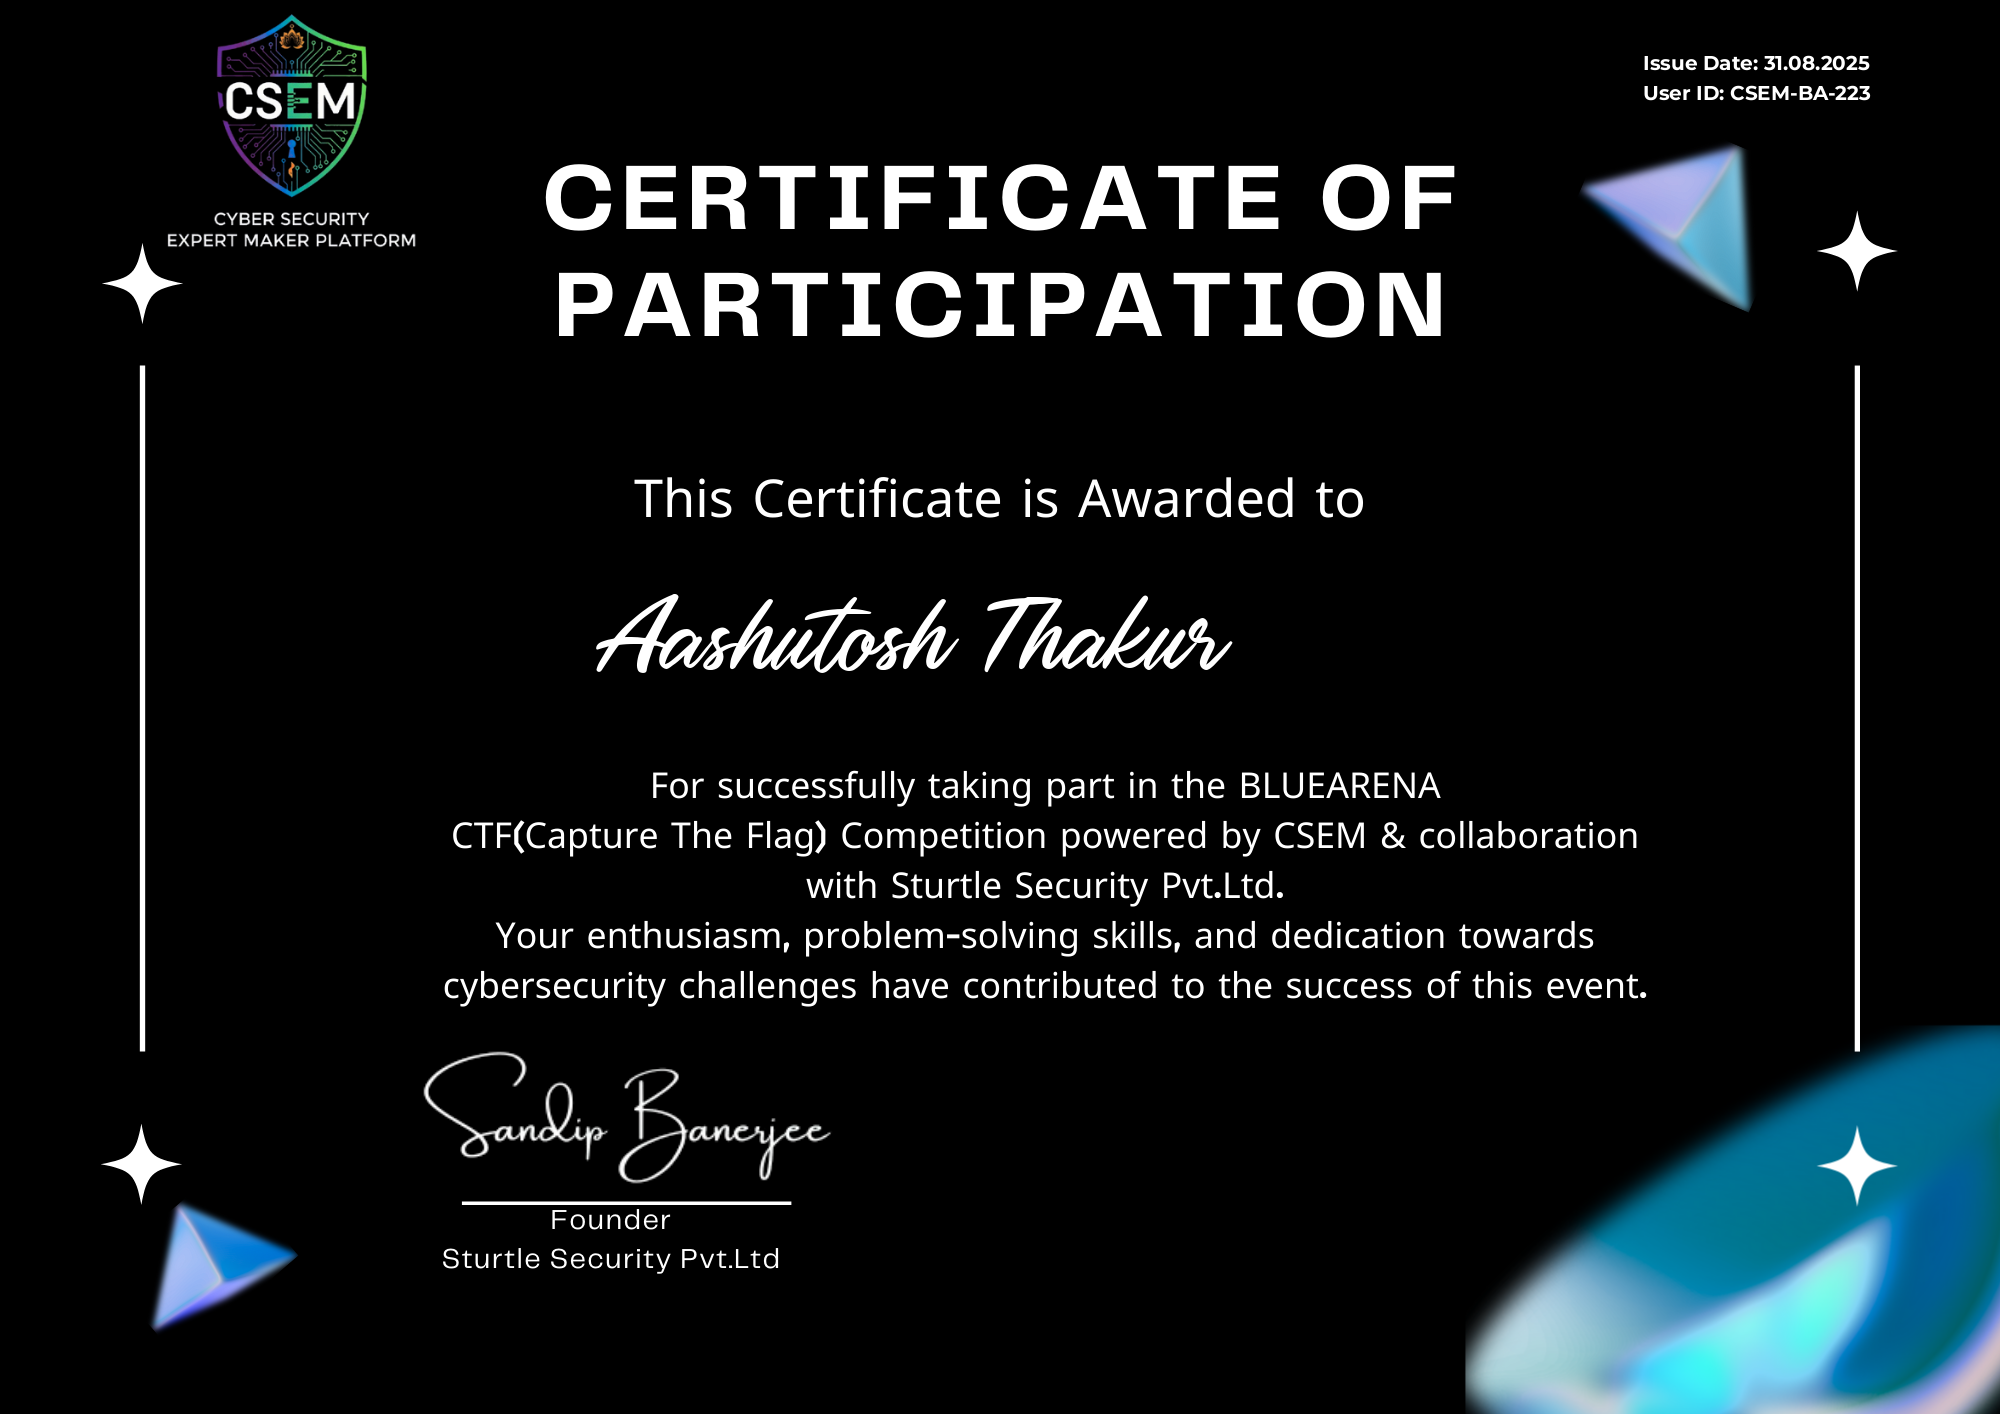 CSEM
CYBER SECURITY
EXPERT MAKER PLATFORM
Issue Date: 31.08.2025
User ID: CSEM-BA-223
CERTIFICATE OF
PARTICIPATION
This Certificate is Awarded to
Aashutosh Thakur
For successfully taking part in the BLUEARENA
CTF(Capture The Flag) Competition powered by CSEM & collaboration
with Sturtle Security Pvt.Ltd.
Your enthusiasm, problem-solving skills, and dedication towards
cybersecurity challenges have contributed to the success of this event.
Sandip Banerjee
Founder
Sturtle Security Pvt.Ltd